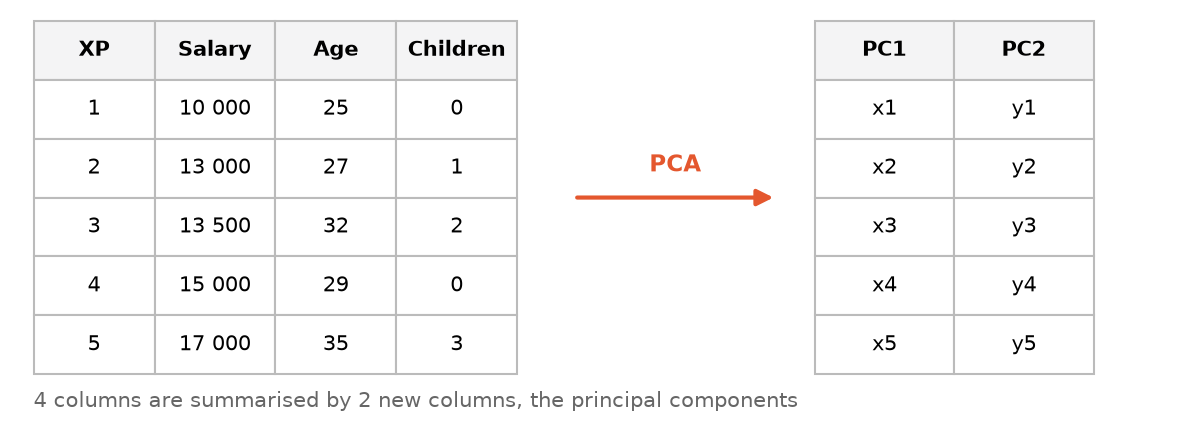 XP Salary Age Children
1 10 000 25 0
2 13 000 27 1
3 13 500 32 2
4 15 000 29 0
5 17 000 35 3
PCA
PC1 PC2
x1 y1
x2 y2
x3 y3
x4 y4
x5 y5
4 columns are summarised by 2 new columns, the principal components